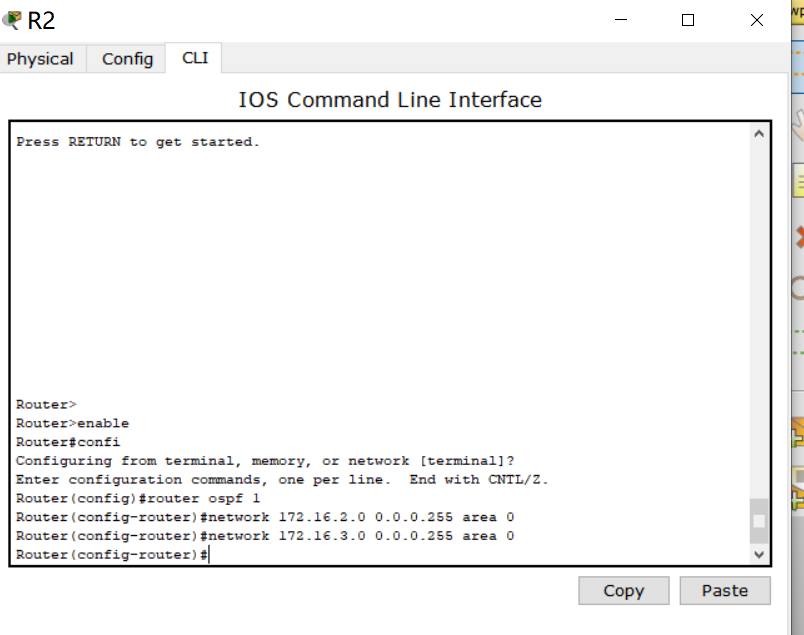 R2
Physical Config CLI
IOS Command Line Interface
Press RETURN to get started.
Router>
Router>enable
Router#confi
Configuring from terminal, memory, or network [terminal]?
Enter configuration commands, one per line.  End with CNTL/Z.
Router(config)#router ospf 1
Router(config-router)#network 172.16.2.0 0.0.0.255 area 0
Router(config-router)#network 172.16.3.0 0.0.0.255 area 0
Router(config-router)#
Copy Paste